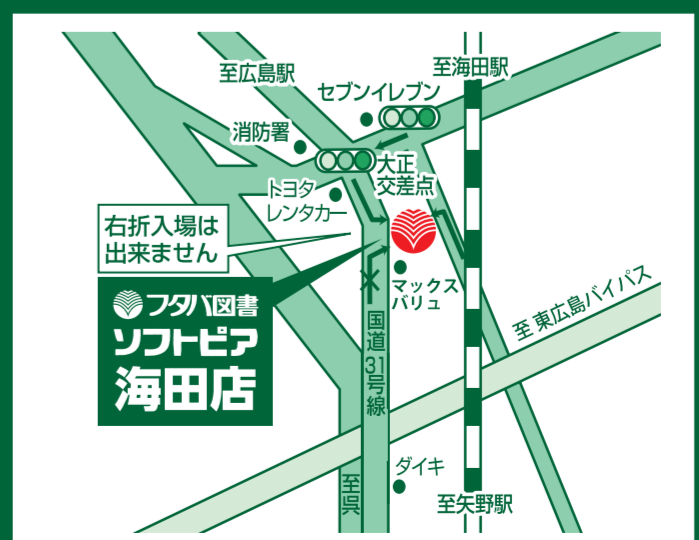 至広島駅
至海田駅
セブンイレブン
消防署
大正
交差点
トヨタ
レンタカー
右折入場は
出来ません
マックス
バリュ
フタバ図書
ソフトピア
海田店
至東広島バイパス
国道31号線
ダイキ
至呉
至矢野駅